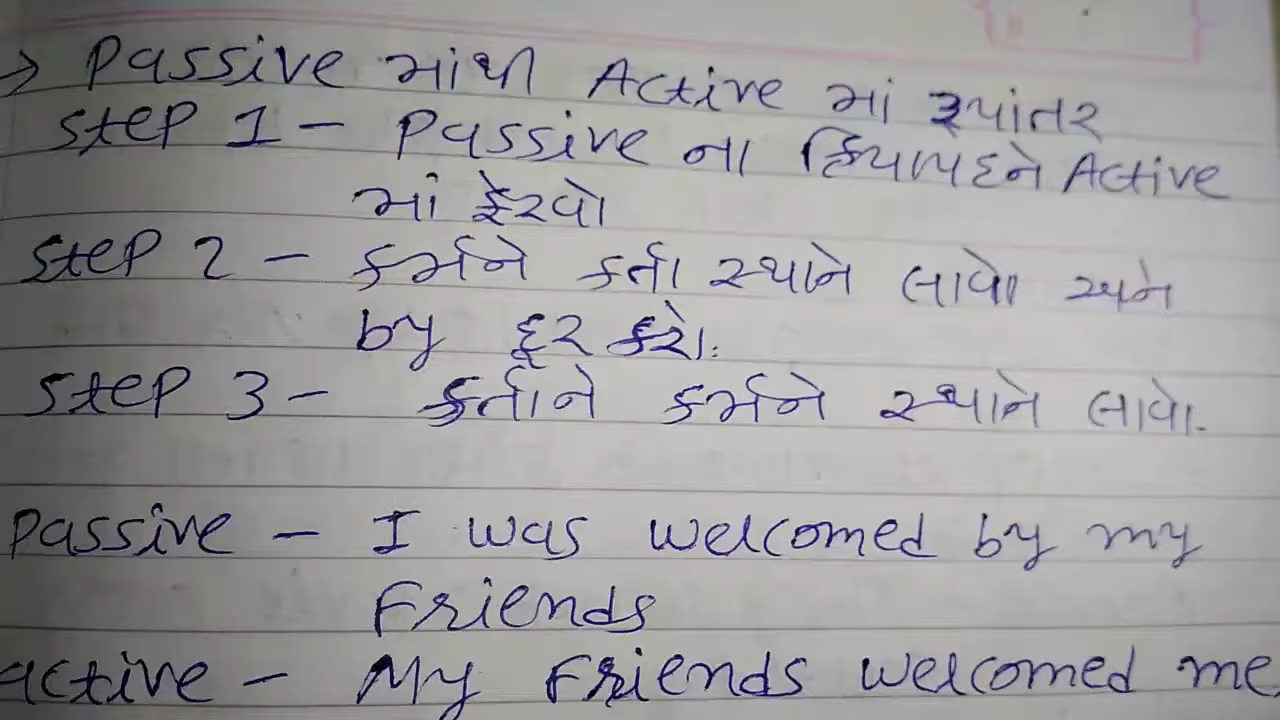 → Passive માંથી Active માં રૂપાંતર
Step 1 - Passive ના ક્રિયાપદને Active
માં ફેરવો
Step 2 - કર્મને કર્તા સ્થાને લાવો અને
by દૂર કરો.
Step 3 - કર્તાને કર્મને સ્થાને લાવો.
Passive - I was welcomed by my
Friends
active - My Friends welcomed me.